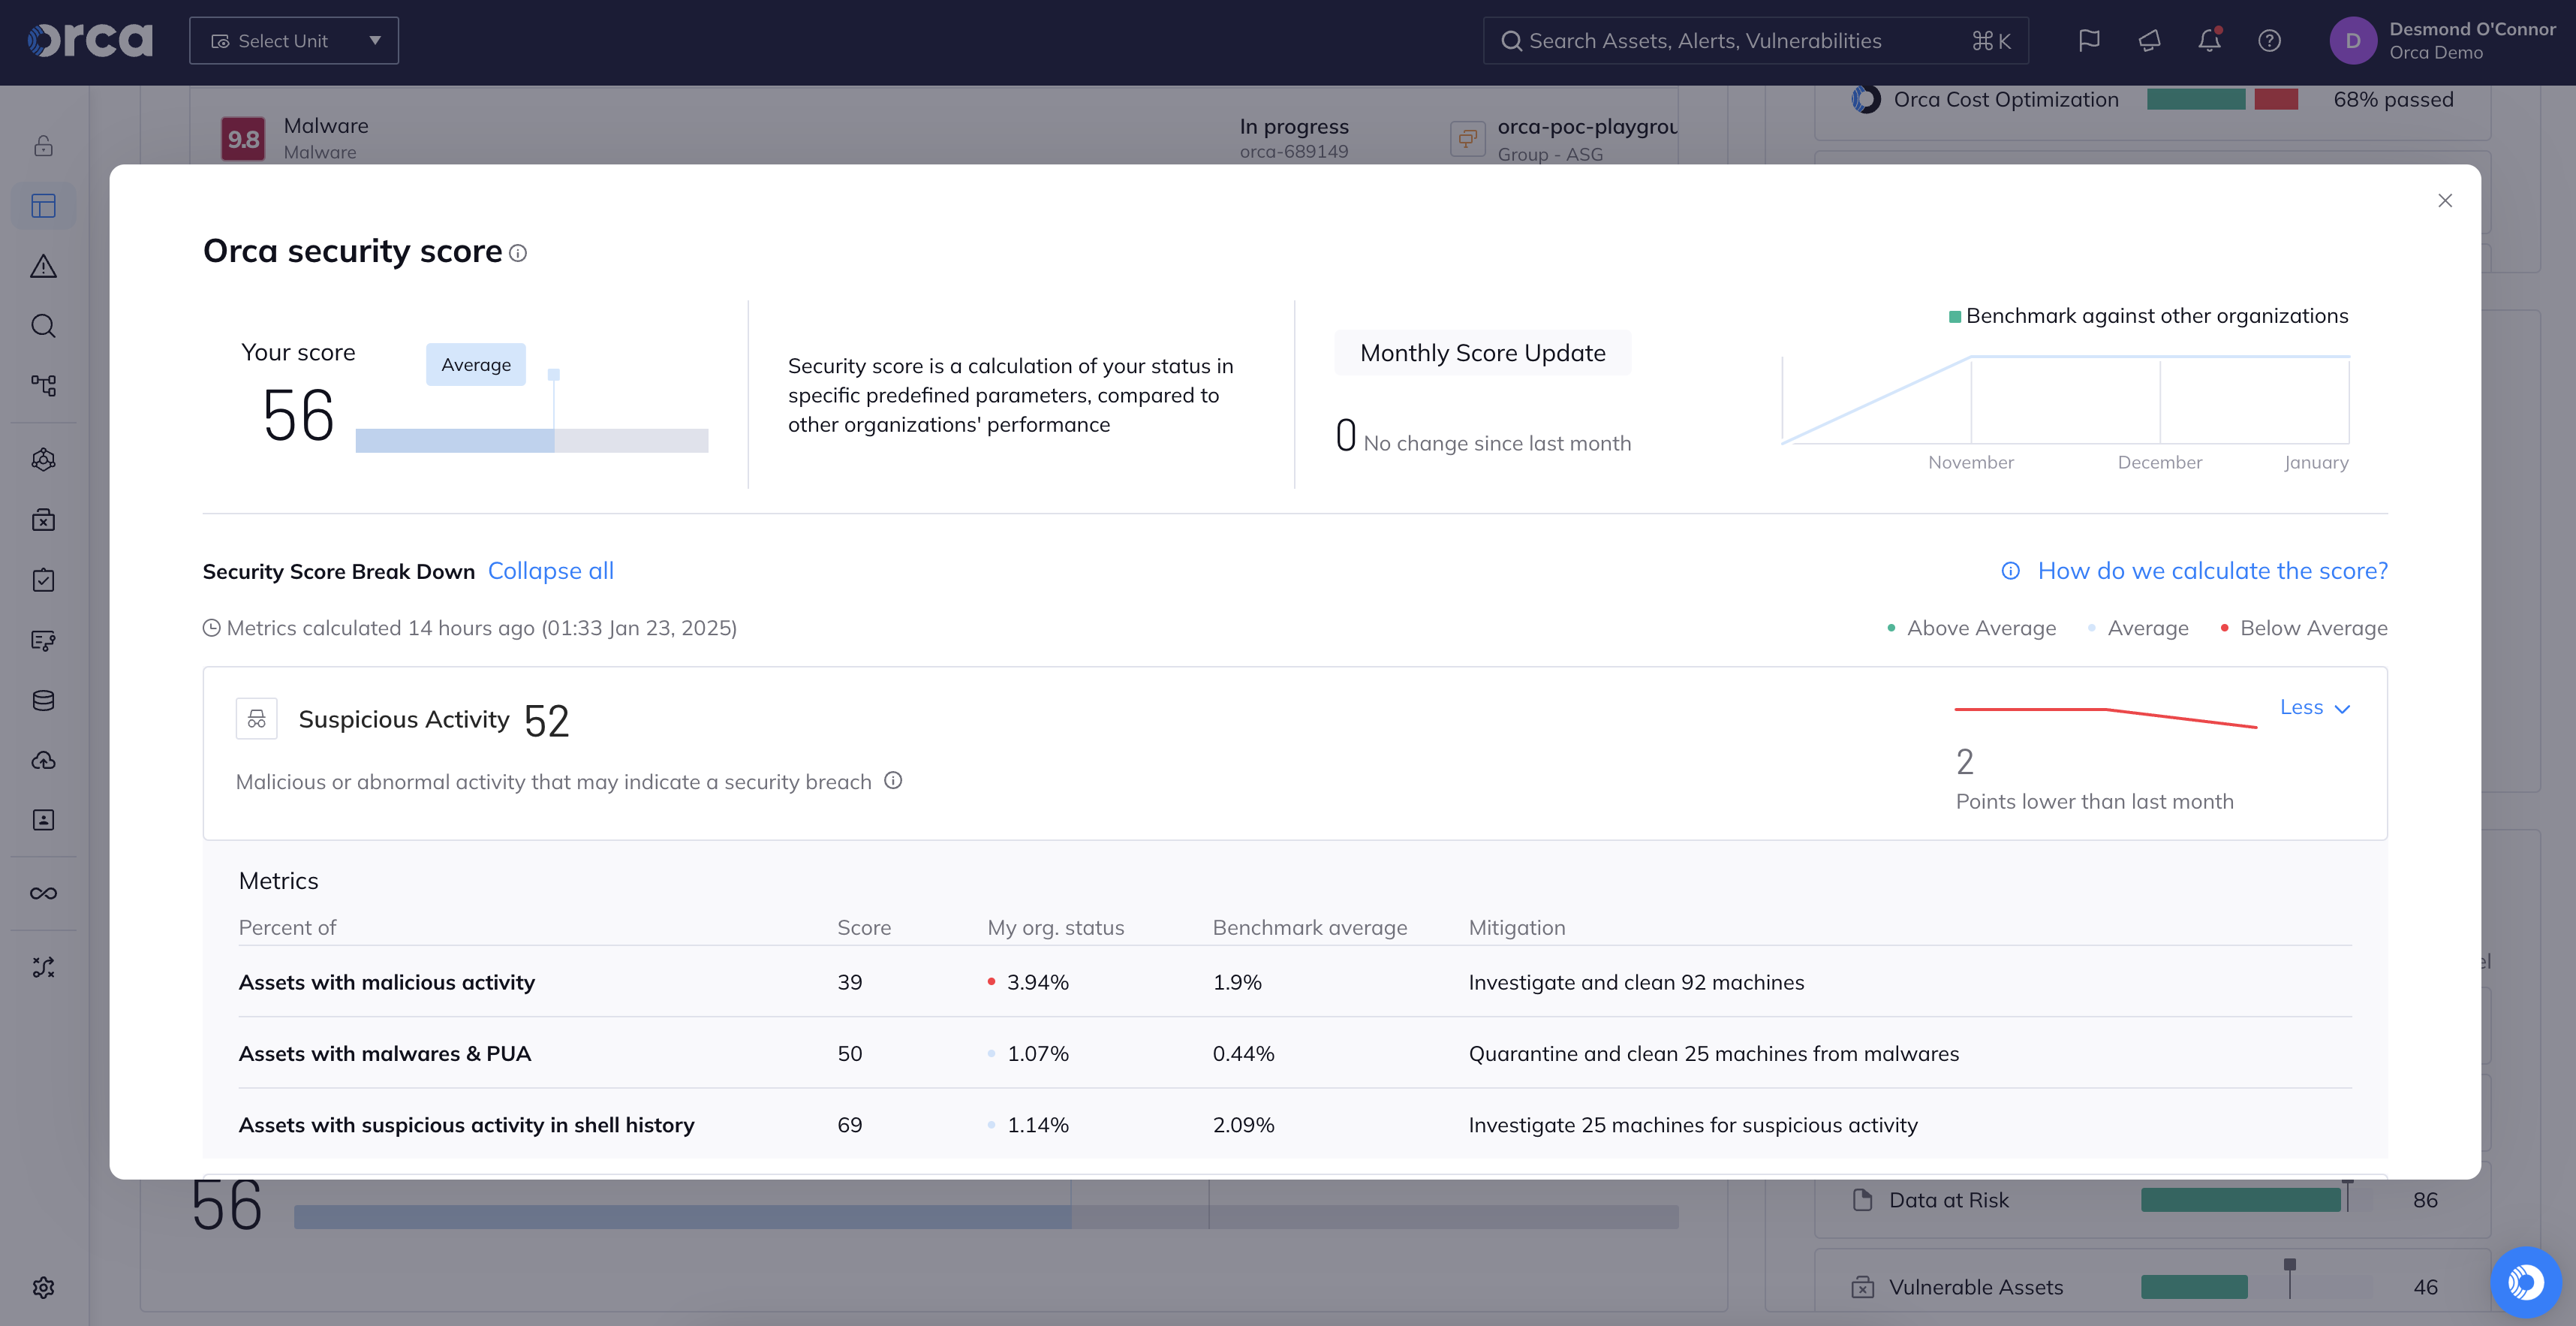 orca
Select Unit
Search Assets, Alerts, Vulnerabilities ⌘ K
D
Desmond O'Connor
Orca Demo
9.8
Malware
Malware
In progress
orca-689149
Group - ASG
Orca Cost Optimization 68% passed
Orca security score
Your score
56
Average
Security score is a calculation of your status in
specific predefined parameters, compared to
other organizations' performance
Monthly Score Update
0 No change since last month
Benchmark against other organizations
November December January
Security Score Break Down Collapse all
How do we calculate the score?
Metrics calculated 14 hours ago (01:33 Jan 23, 2025)
Above Average Average Below Average
Suspicious Activity 52
Malicious or abnormal activity that may indicate a security breach
Less
2
Points lower than last month
Metrics
Percent of Score My org. status Benchmark average Mitigation
Assets with malicious activity 39 3.94% 1.9% Investigate and clean 92 machines
Assets with malwares & PUA 50 1.07% 0.44% Quarantine and clean 25 machines from malwares
Assets with suspicious activity in shell history 69 1.14% 2.09% Investigate 25 machines for suspicious activity
56
Data at Risk 86
Vulnerable Assets 46